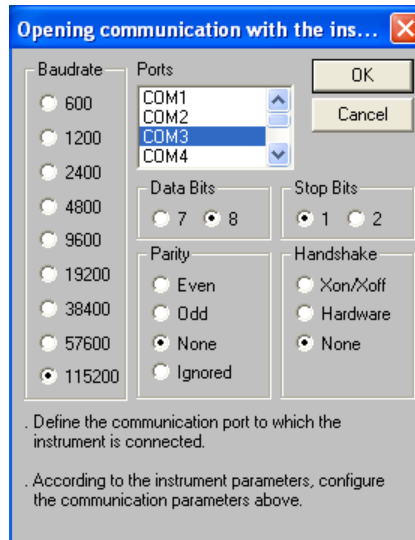 Opening communication with the ins...
Baudrate
600
1200
2400
4800
9600
19200
38400
57600
115200
Ports
COM1
COM2
COM3
COM4
OK
Cancel
Data Bits
7 8
Stop Bits
1 2
Parity
Even
Odd
None
Ignored
Handshake
Xon/Xoff
Hardware
None
. Define the communication port to which the
instrument is connected.
. According to the instrument parameters, configure
the communication parameters above.